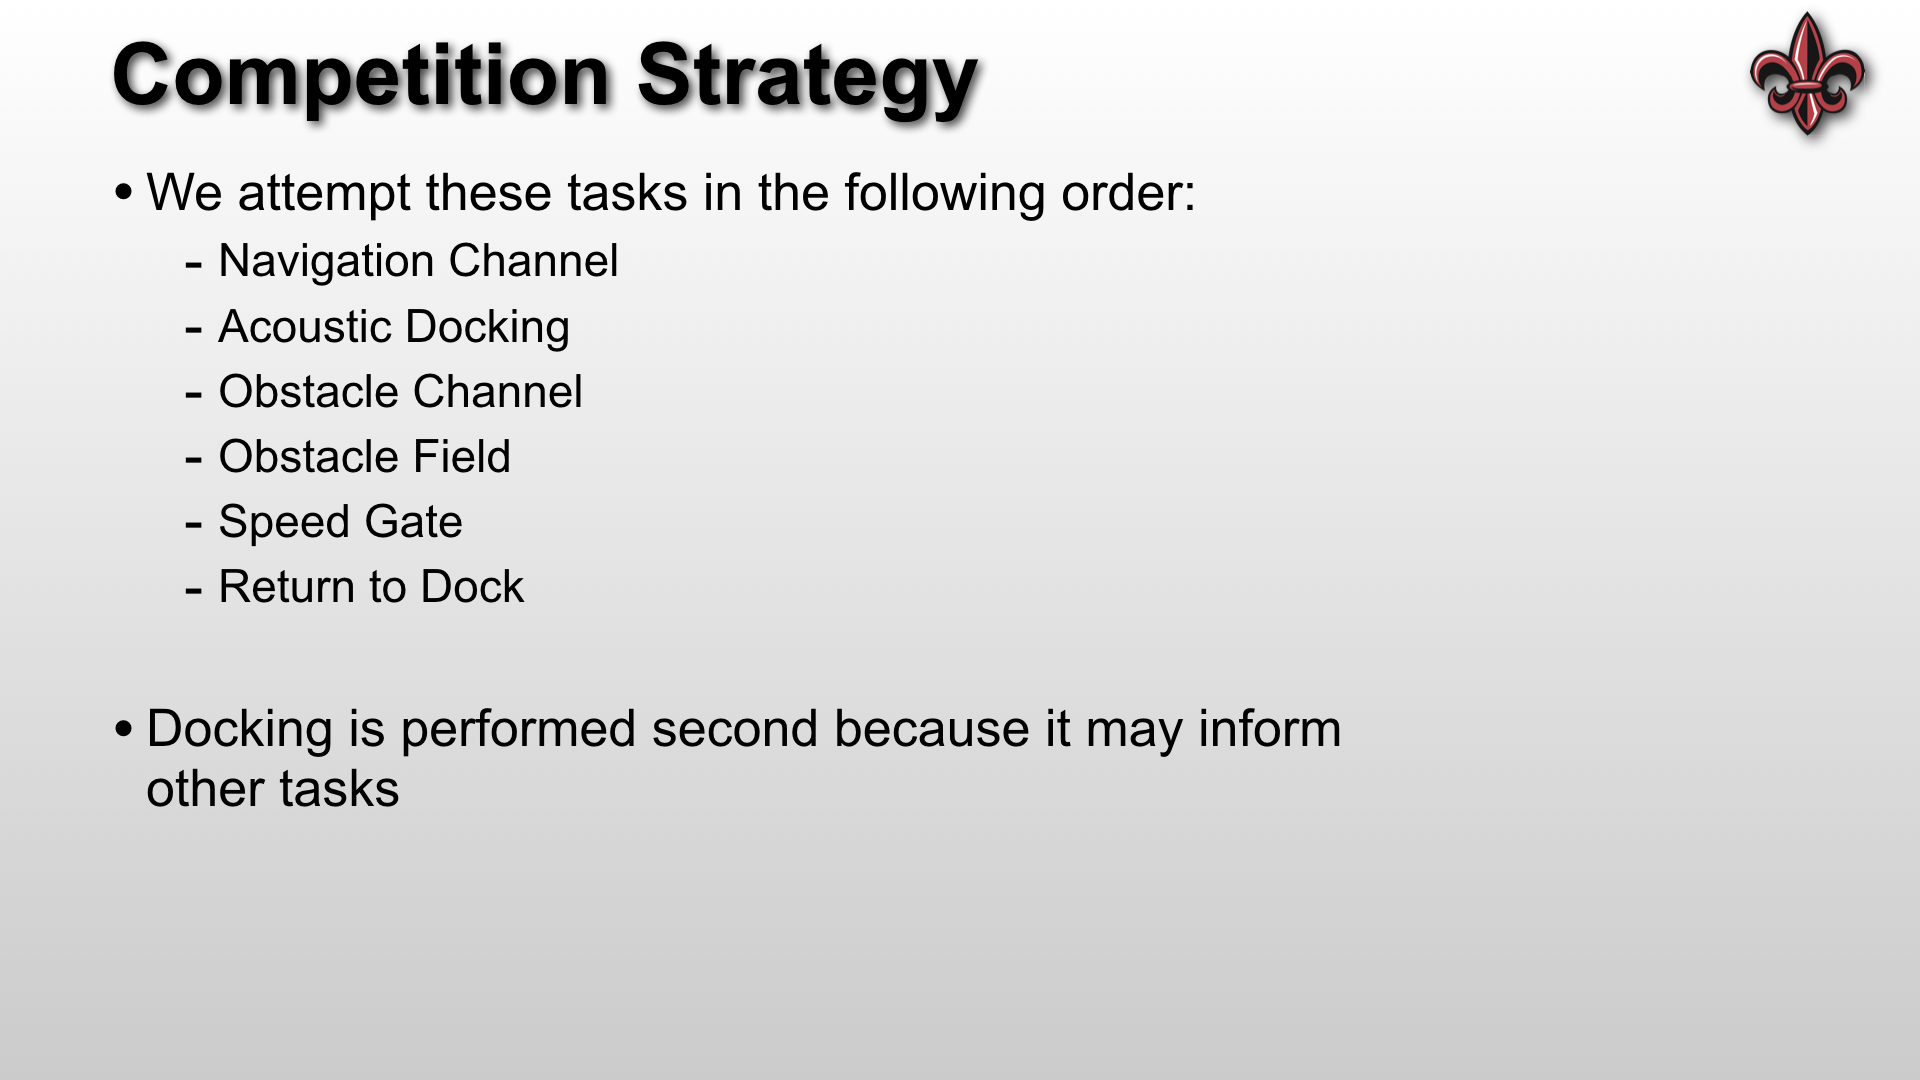 Competition Strategy
• We attempt these tasks in the following order:
- Navigation Channel
- Acoustic Docking
- Obstacle Channel
- Obstacle Field
- Speed Gate
- Return to Dock
• Docking is performed second because it may inform
other tasks